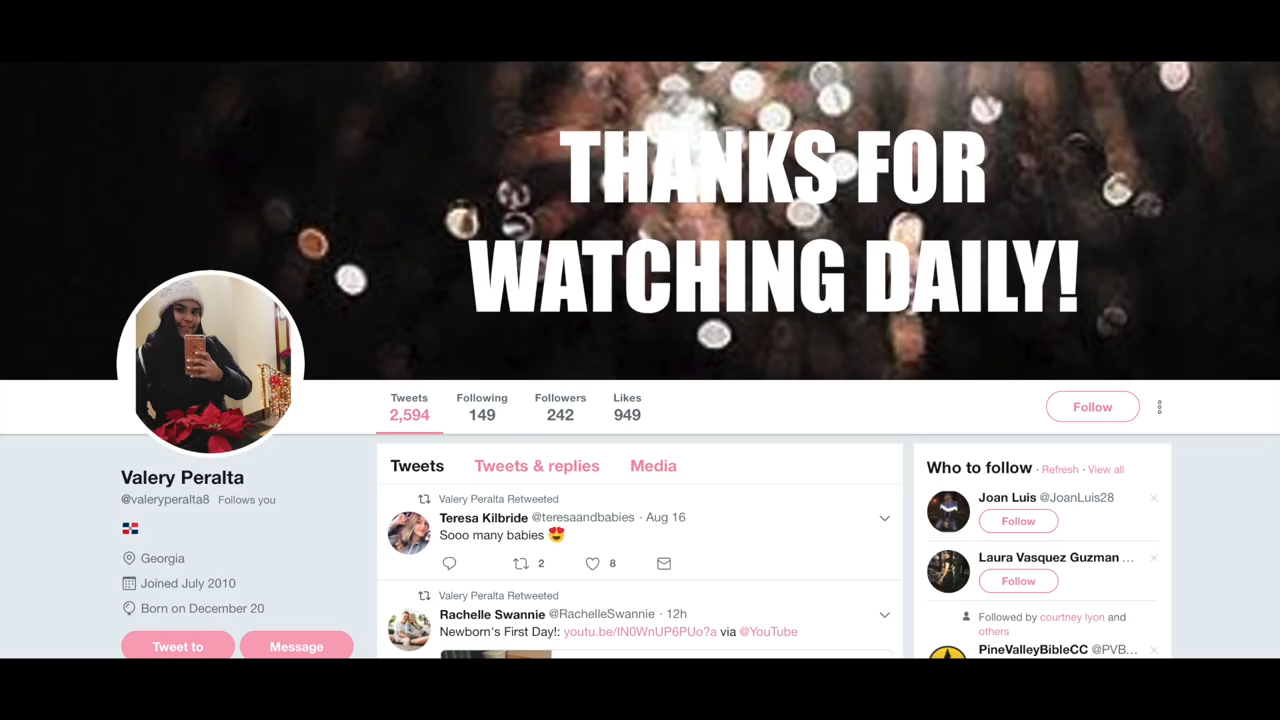 THANKS FOR
WATCHING DAILY!
Tweets Following Followers Likes
2,594 149 242 949
Follow
Valery Peralta
@valeryperalta8 Follows you
Georgia
Joined July 2010
Born on December 20
Tweet to Message
Tweets Tweets & replies Media
Valery Peralta Retweeted
Teresa Kilbride @teresaandbabies · Aug 16
Sooo many babies 😍
2 8
Valery Peralta Retweeted
Rachelle Swannie @RachelleSwannie · 12h
Newborn's First Day!: youtu.be/IN0WnUP6PUo?a via @YouTube
Who to follow · Refresh · View all
Joan Luis @JoanLuis28
Follow
Laura Vasquez Guzman ...
Follow
Followed by courtney lyon and
others
PineValleyBibleCC @PVB...